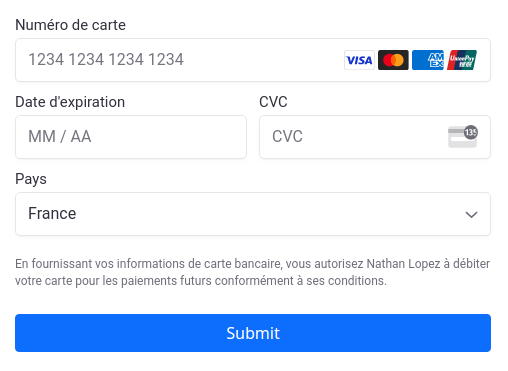 Numéro de carte
1234 1234 1234 1234 VISA AM EX UnionPay 银联
Date d'expiration CVC
MM / AA CVC 135
Pays
France
En fournissant vos informations de carte bancaire, vous autorisez Nathan Lopez à débiter
votre carte pour les paiements futurs conformément à ses conditions.
Submit